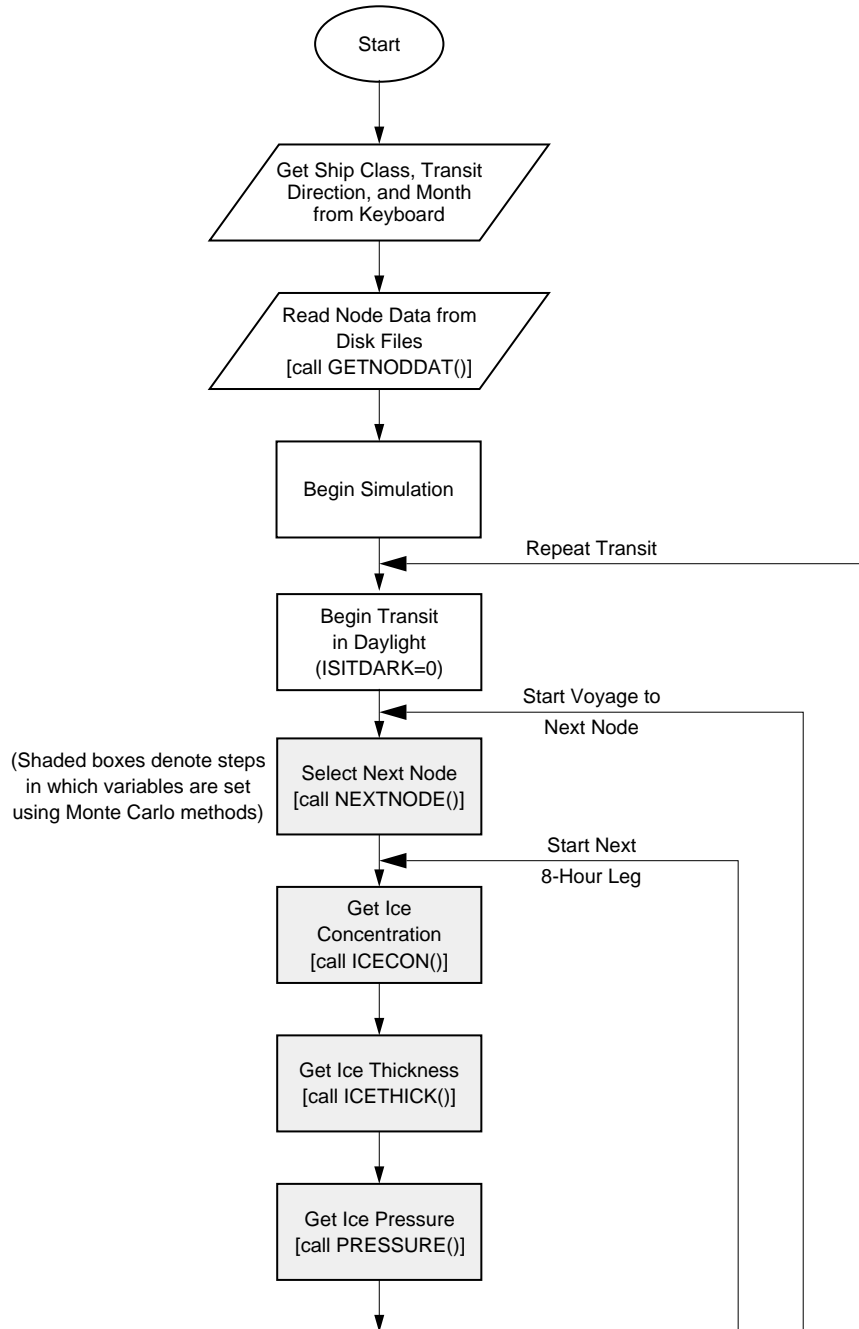 Start
Get Ship Class, Transit
Direction, and Month
from Keyboard
Read Node Data from
Disk Files
[call GETNODDAT()]
Begin Simulation
Repeat Transit
Begin Transit
in Daylight
(ISITDARK=0)
Start Voyage to
Next Node
(Shaded boxes denote steps
in which variables are set
using Monte Carlo methods)
Select Next Node
[call NEXTNODE()]
Start Next
8-Hour Leg
Get Ice
Concentration
[call ICECON()]
Get Ice Thickness
[call ICETHICK()]
Get Ice Pressure
[call PRESSURE()]